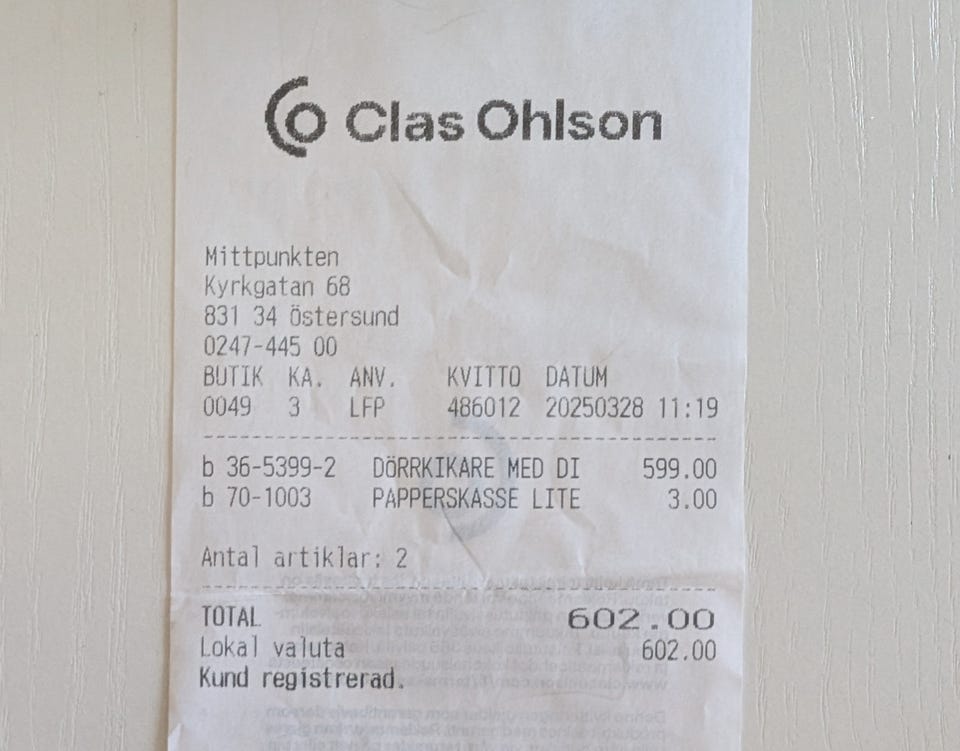 Clas Ohlson
Mittpunkten
Kyrkgatan 68
831 34 Östersund
0247-445 00
BUTIK KA. ANV. KVITTO DATUM
0049 3 LFP 486012 20250328 11:19
b 36-5399-2 DöRRKIKARE MED DI 599.00
b 70-1003 PAPPERSKASSE LITE 3.00
Antal artiklar: 2
TOTAL 602.00
Lokal valuta 602.00
Kund registrerad.